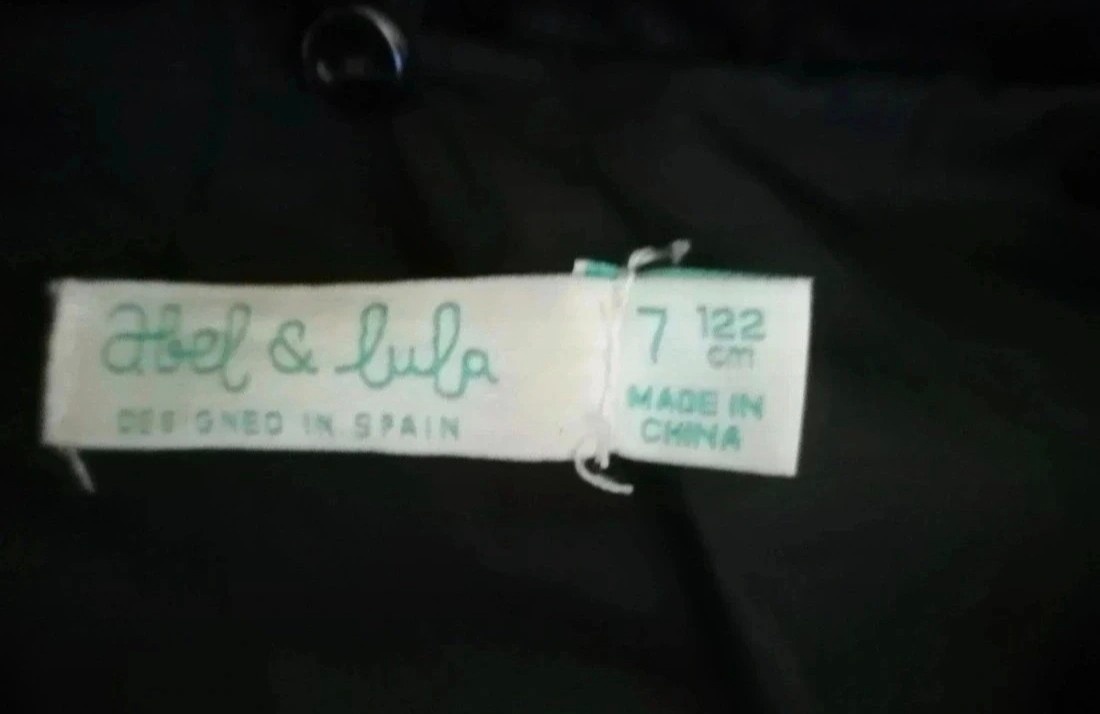 abel & lula
DESIGNED IN SPAIN
7 122
cm
MADE IN
CHINA